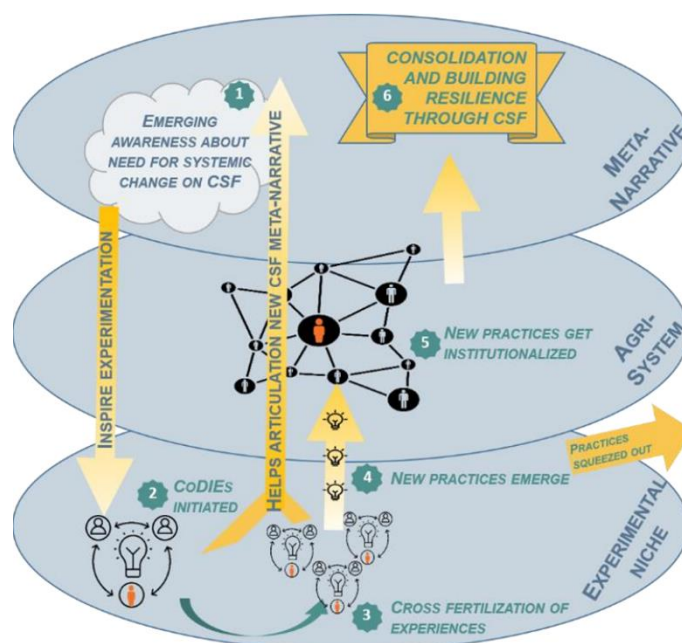 1
EMERGING
AWARENESS ABOUT
NEED FOR SYSTEMIC
CHANGE ON CSF
CONSOLIDATION
AND BUILDING
6 RESILIENCE
THROUGH CSF
META-
NARRATIVE
INSPIRE EXPERIMENTATION
HELPS ARTICULATION NEW CSF META-NARRATIVE
5 NEW PRACTICES GET
INSTITUTIONALIZED
AGRI-
SYSTEM
PRACTICES
SQUEEZED OUT
2 CODIES
INITIATED
4 NEW PRACTICES EMERGE
EXPERIMENTAL
NICHE
3 CROSS FERTILIZATION OF
EXPERIENCES